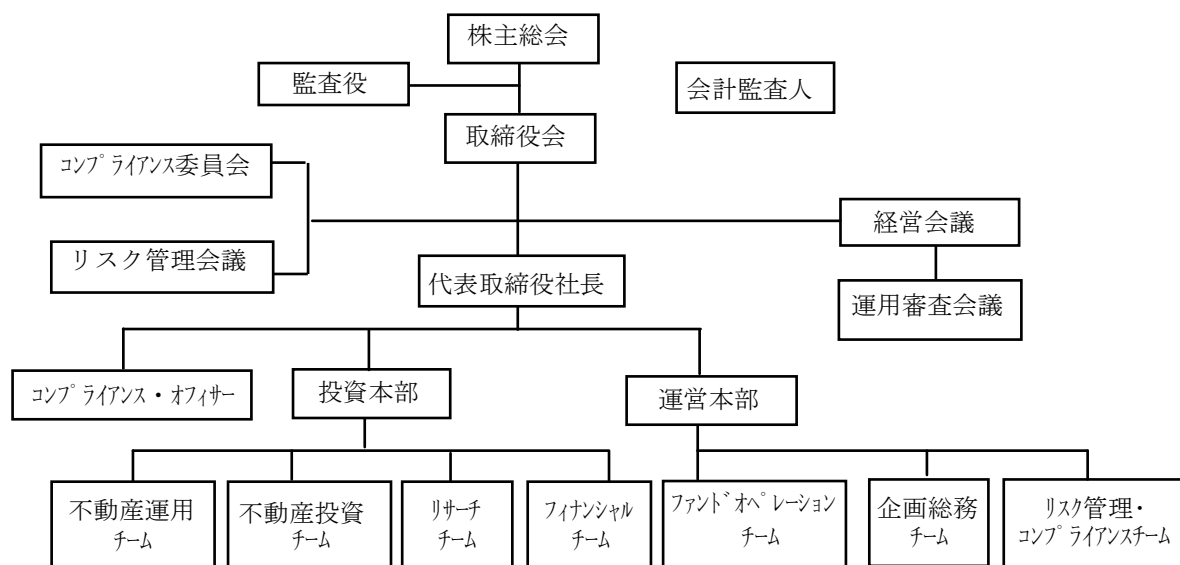 株主総会
監査役
会計監査人
取締役会
コンプライアンス委員会
経営会議
リスク管理会議
代表取締役社長
運用審査会議
コンプライアンス・オフィサー
投資本部
運営本部
不動産運用
チーム
不動産投資
チーム
リサーチ
チーム
フィナンシャル
チーム
ファンドオペレーション
チーム
企画総務
チーム
リスク管理・
コンプライアンスチーム